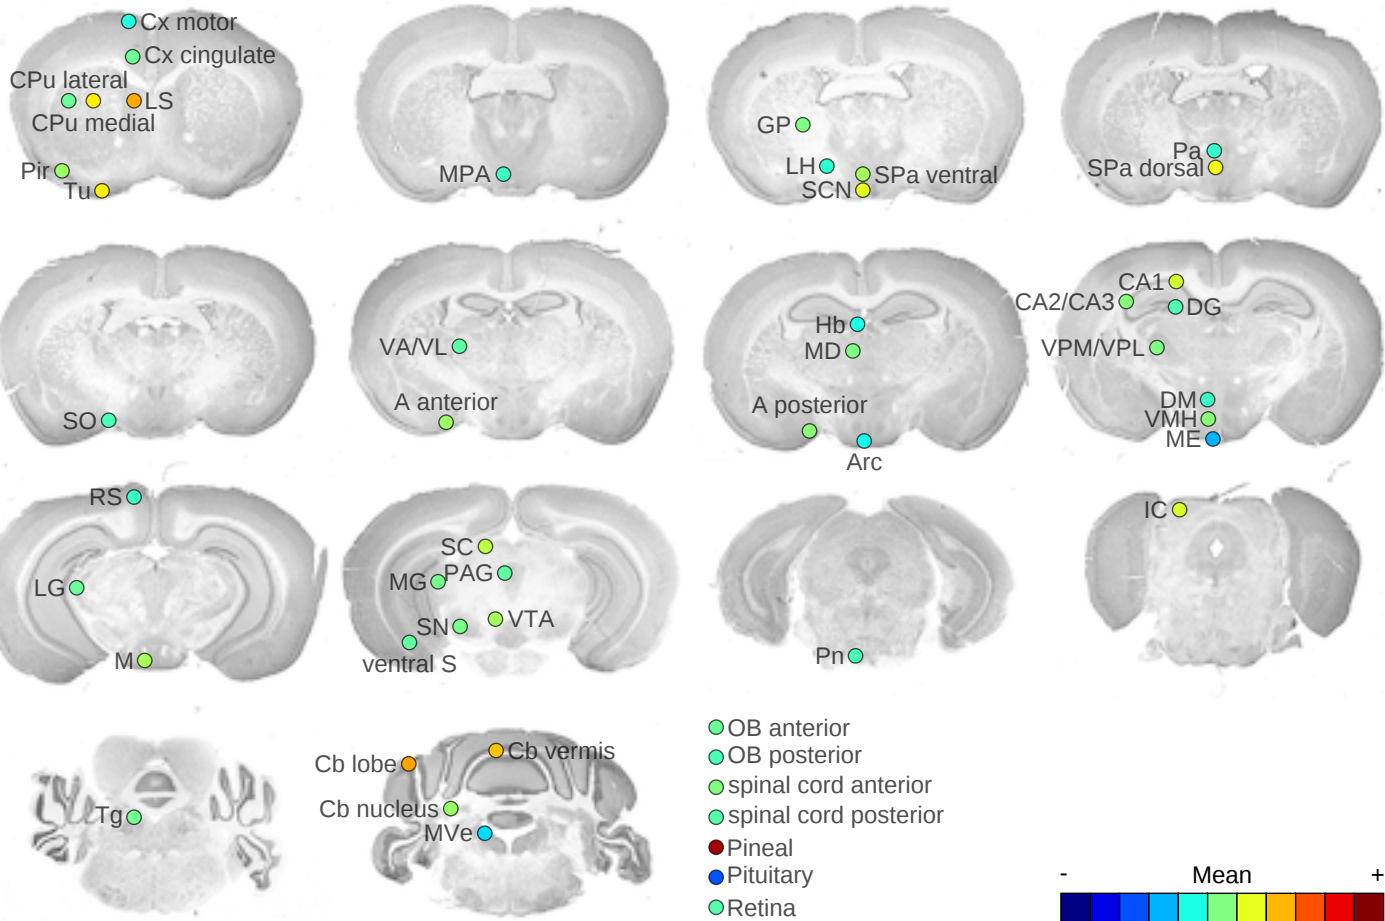 Cx motor
Cx cingulate
CPu lateral
LS
CPu medial
Pir
Tu
MPA
GP
LH
SPa ventral
SCN
Pa
SPa dorsal
SO
VA/VL
A anterior
Hb
MD
A posterior
Arc
CA1
CA2/CA3
DG
VPM/VPL
DM
VMH
ME
RS
LG
M
SC
PAG
MG
VTA
SN
ventral S
Pn
IC
Tg
Cb lobe
Cb vermis
Cb nucleus
MVe
OB anterior
OB posterior
spinal cord anterior
spinal cord posterior
Pineal
Pituitary
Retina
- Mean +